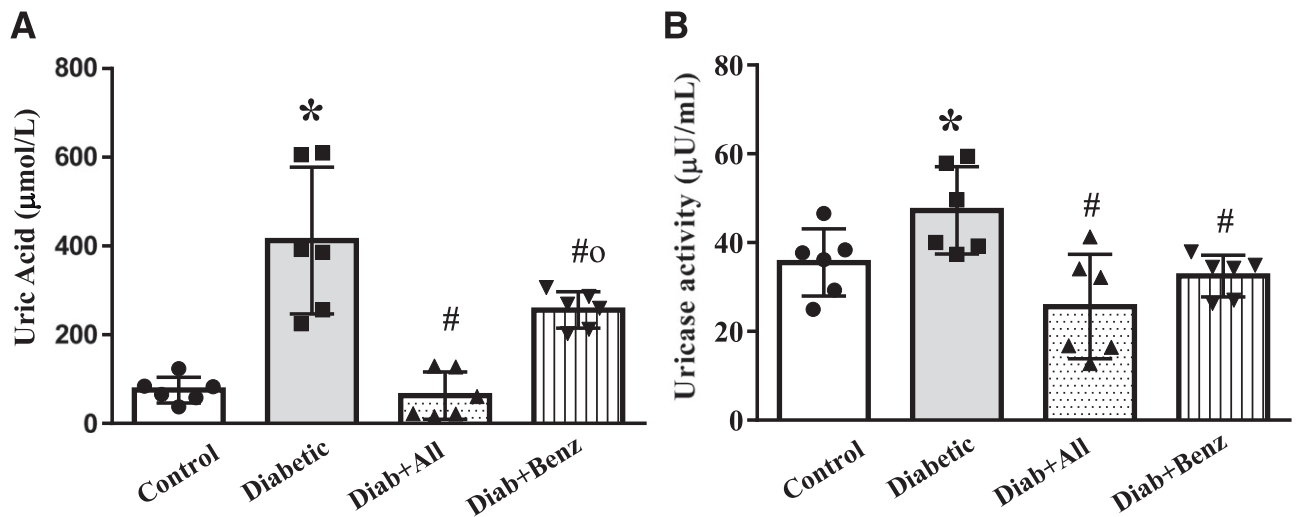 A
Uric Acid (µmol/L)
800
600
400
200
0
*
#
#o
Control
Diabetic
Diab+All
Diab+Benz
B
Uricase activity (µU/mL)
80
60
40
20
0
*
#
#
Control
Diabetic
Diab+All
Diab+Benz